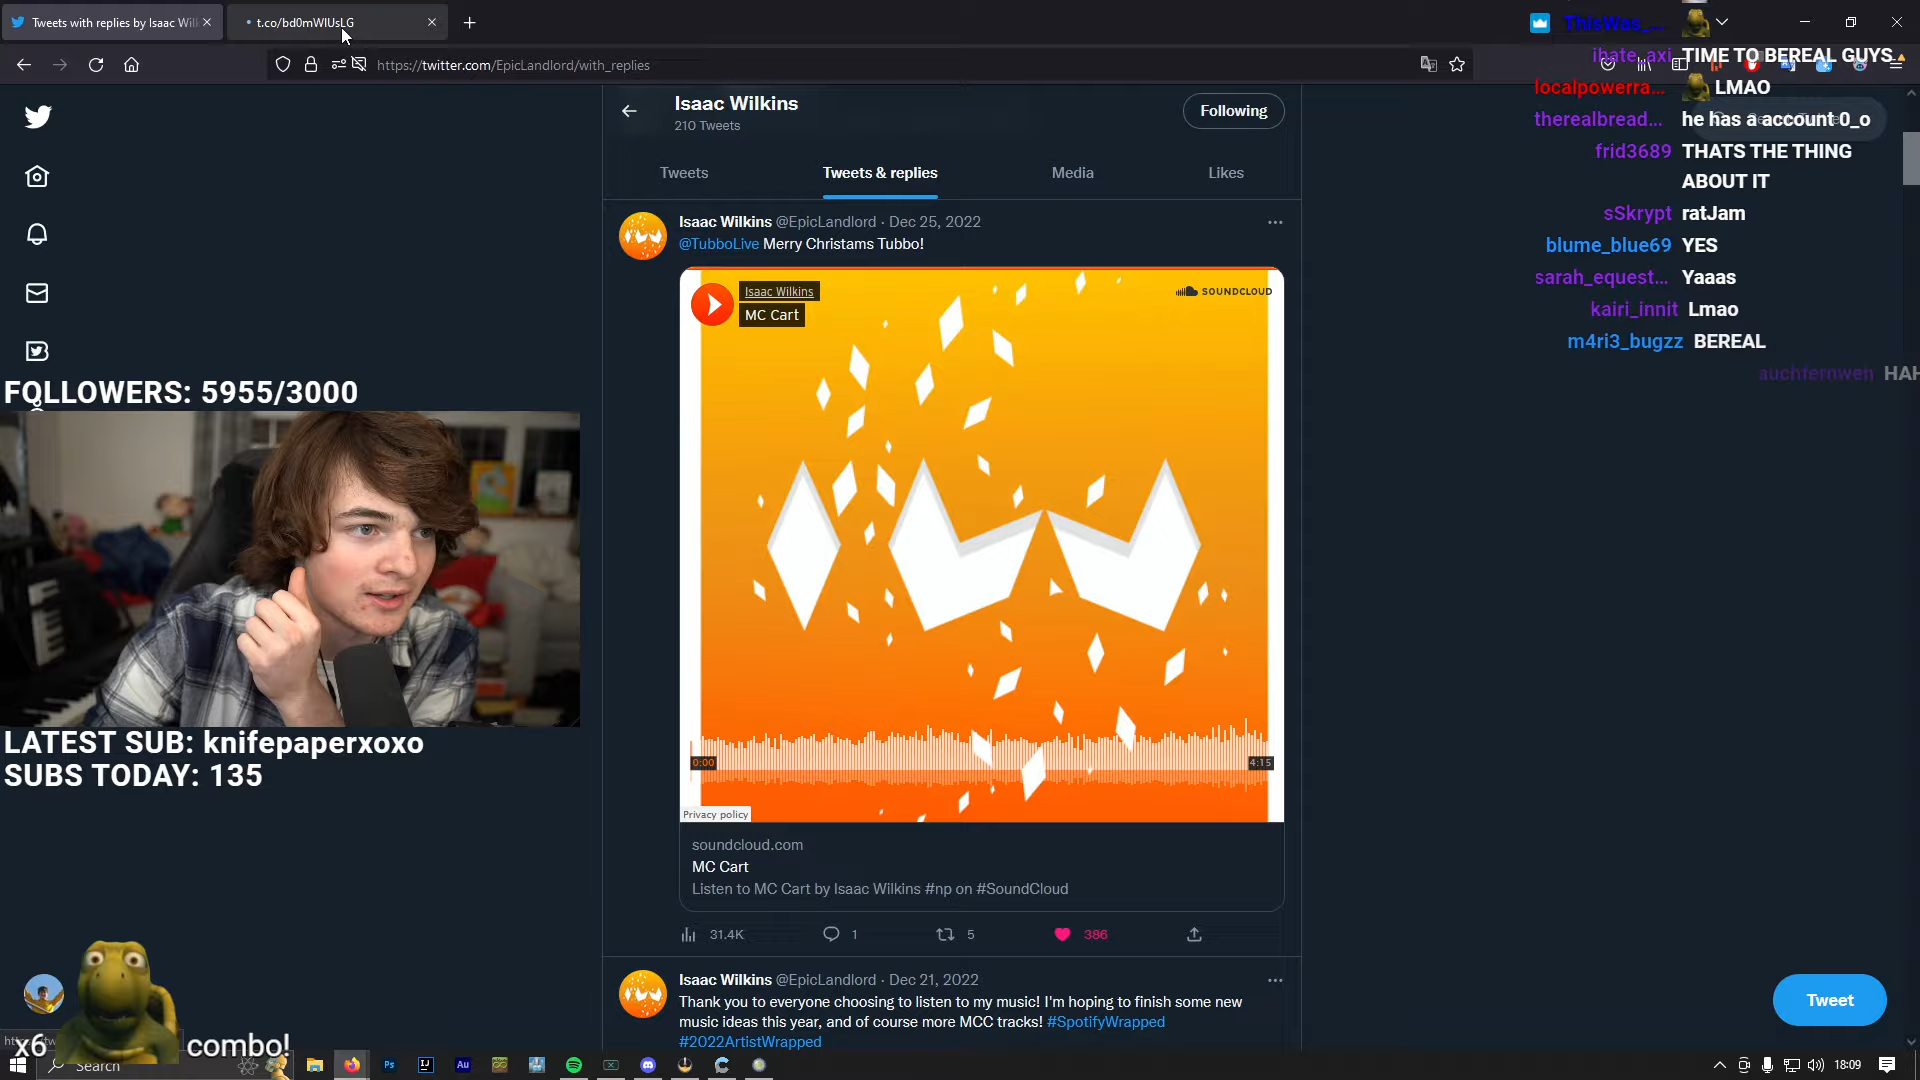 Tweets with replies by Isaac Wil
t.co/bd0mWIUsLG
https://twitter.com/EpicLandlord/with_replies
ThisWas_...
ihate_axi TIME TO BEREAL GUYS
localpowerra... LMAO
therealbread... he has a account 0_o
frid3689 THATS THE THING
ABOUT IT
sSkrypt ratJam
blume_blue69 YES
sarah_equest... Yaaas
kairi_innit Lmao
m4ri3_bugzz BEREAL
auchfernweh HAH
Isaac Wilkins
210 Tweets
Following
Tweets
Tweets & replies
Media
Likes
Isaac Wilkins @EpicLandlord · Dec 25, 2022
@TubboLive Merry Christams Tubbo!
Isaac Wilkins
MC Cart
SOUNDCLOUD
0:00
4:15
Privacy policy
soundcloud.com
MC Cart
Listen to MC Cart by Isaac Wilkins #np on #SoundCloud
31.4K
1
5
386
Isaac Wilkins @EpicLandlord · Dec 21, 2022
Thank you to everyone choosing to listen to my music! I'm hoping to finish some new
music ideas this year, and of course more MCC tracks! #SpotifyWrapped
#2022ArtistWrapped
FOLLOWERS: 5955/3000
LATEST SUB: knifepaperxoxo
SUBS TODAY: 135
x6 combo!
Tweet
Search
Ps
IJ
Au
18:09